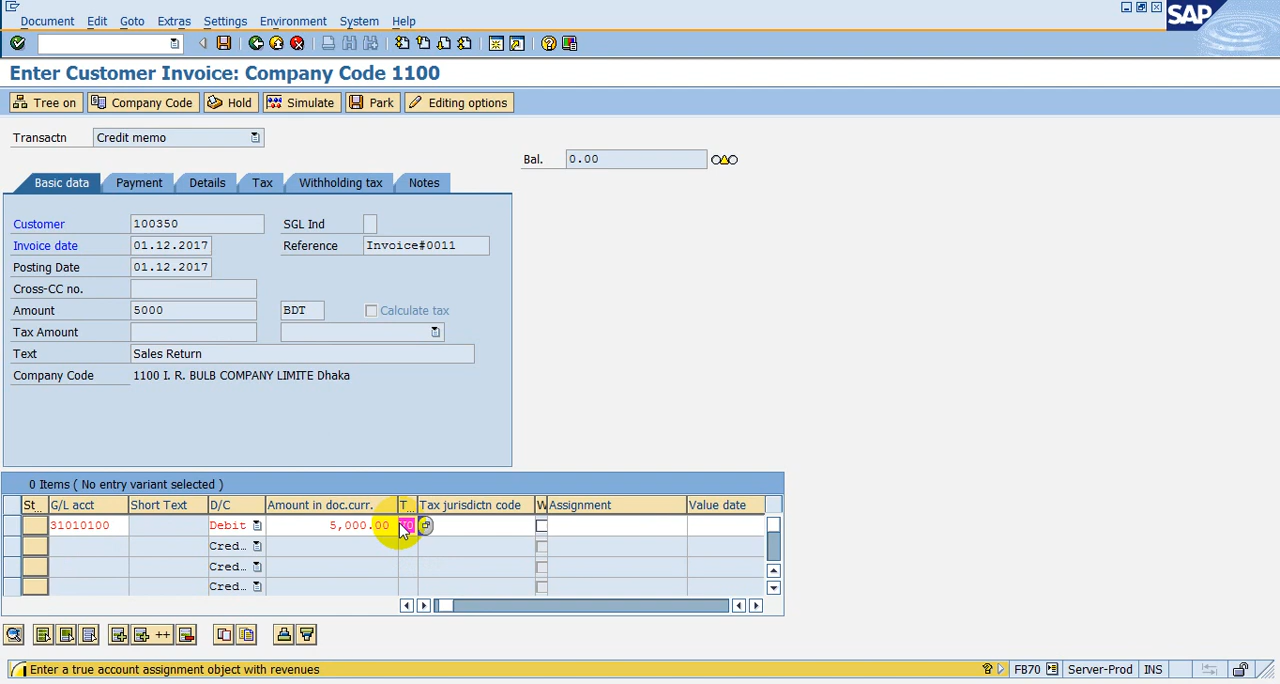 Document Edit Goto Extras Settings Environment System Help
SAP
Enter Customer Invoice: Company Code 1100
Tree on Company Code Hold Simulate Park Editing options
Transactn Credit memo
Bal. 0.00
Basic data Payment Details Tax Withholding tax Notes
Customer 100350 SGL Ind
Invoice date 01.12.2017 Reference Invoice#0011
Posting Date 01.12.2017
Cross-CC no.
Amount 5000 BDT Calculate tax
Tax Amount
Text Sales Return
Company Code 1100 I. R. BULB COMPANY LIMITE Dhaka
0 Items ( No entry variant selected )
St.. G/L acct Short Text D/C Amount in doc.curr. T... Tax jurisdictn code W Assignment Value date
31010100 Debit 5,000.00
Cred...
Cred...
Cred...
++
Enter a true account assignment object with revenues FB70 Server-Prod INS